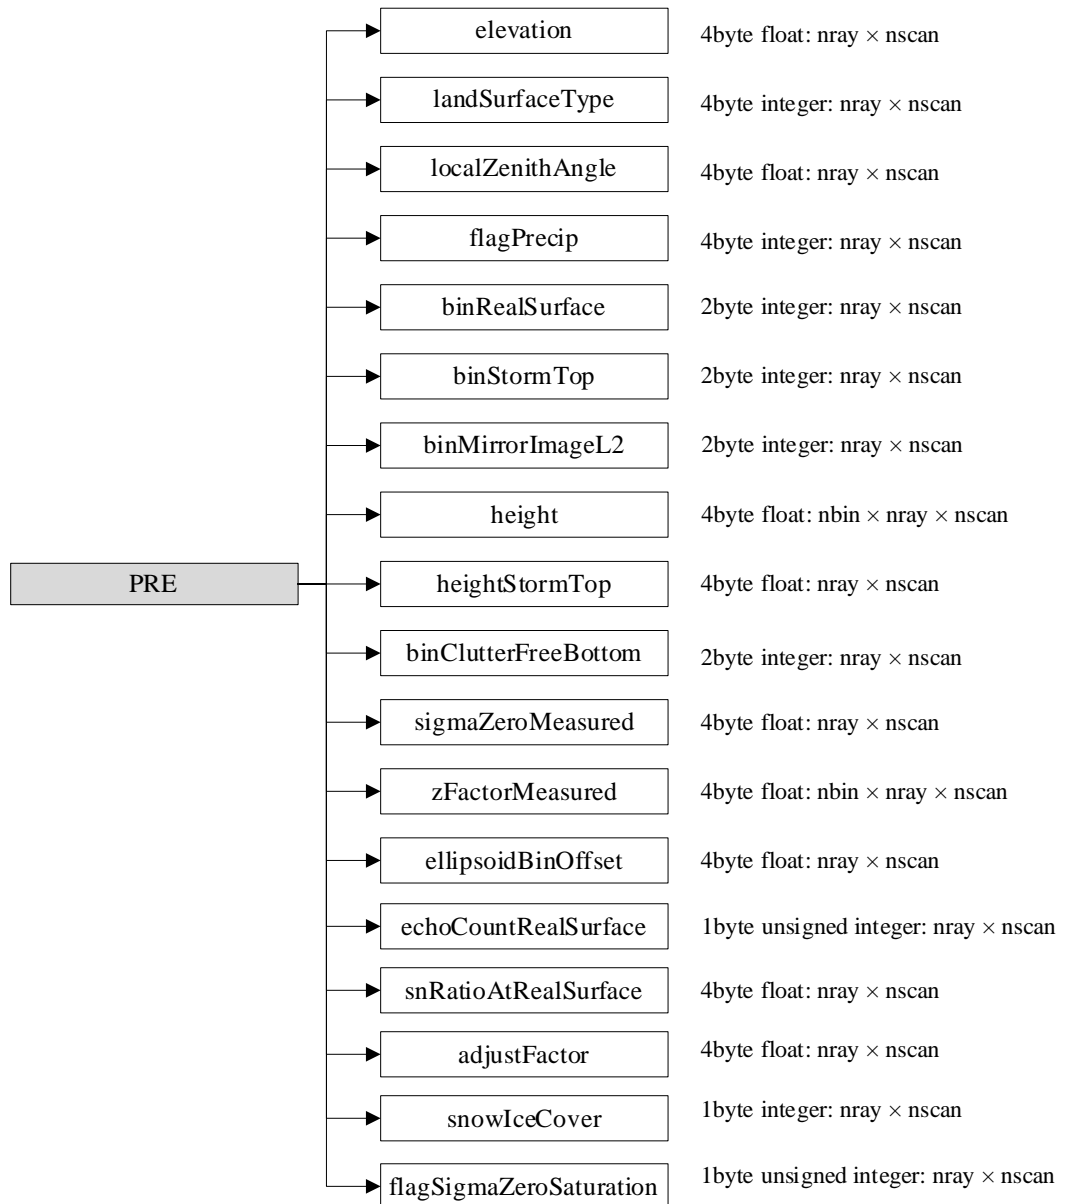 elevation 4byte float: nray × nscan
landSurfaceType 4byte integer: nray × nscan
localZenithAngle 4byte float: nray × nscan
flagPrecip 4byte integer: nray × nscan
binRealSurface 2byte integer: nray × nscan
binStormTop 2byte integer: nray × nscan
binMirrorImageL2 2byte integer: nray × nscan
height 4byte float: nbin × nray × nscan
PRE heightStormTop 4byte float: nray × nscan
binClutterFreeBottom 2byte integer: nray × nscan
sigmaZeroMeasured 4byte float: nray × nscan
zFactorMeasured 4byte float: nbin × nray × nscan
ellipsoidBinOffset 4byte float: nray × nscan
echoCountRealSurface 1byte unsigned integer: nray × nscan
snRatioAtRealSurface 4byte float: nray × nscan
adjustFactor 4byte float: nray × nscan
snowIceCover 1byte integer: nray × nscan
flagSigmaZeroSaturation 1byte unsigned integer: nray × nscan